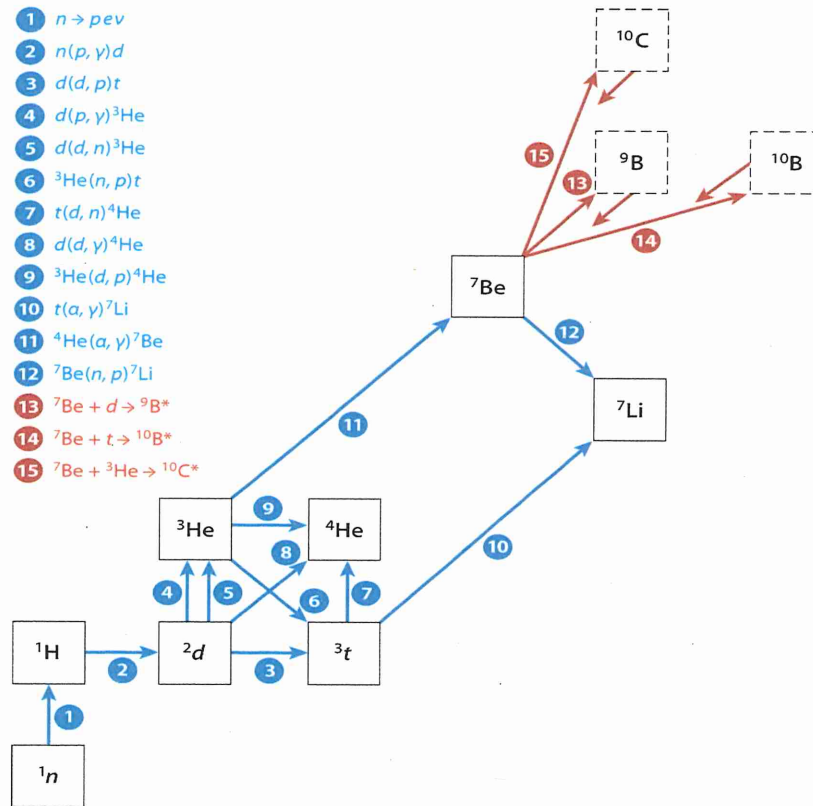 1 n → peν
2 n(p, γ)d
3 d(d, p)t
4 d(p, γ)³He
5 d(d, n)³He
6 ³He(n, p)t
7 t(d, n)⁴He
8 d(d, γ)⁴He
9 ³He(d, p)⁴He
10 t(α, γ)⁷Li
11 ⁴He(α, γ)⁷Be
12 ⁷Be(n, p)⁷Li
13 ⁷Be + d → ⁹B*
14 ⁷Be + t → ¹⁰B*
15 ⁷Be + ³He → ¹⁰C*
¹⁰C
15
13
⁹B
¹⁰B
14
⁷Be
12
⁷Li
11
³He
9
⁴He
8
10
4
5
6
7
¹H
2
²d
3
³t
1
¹n